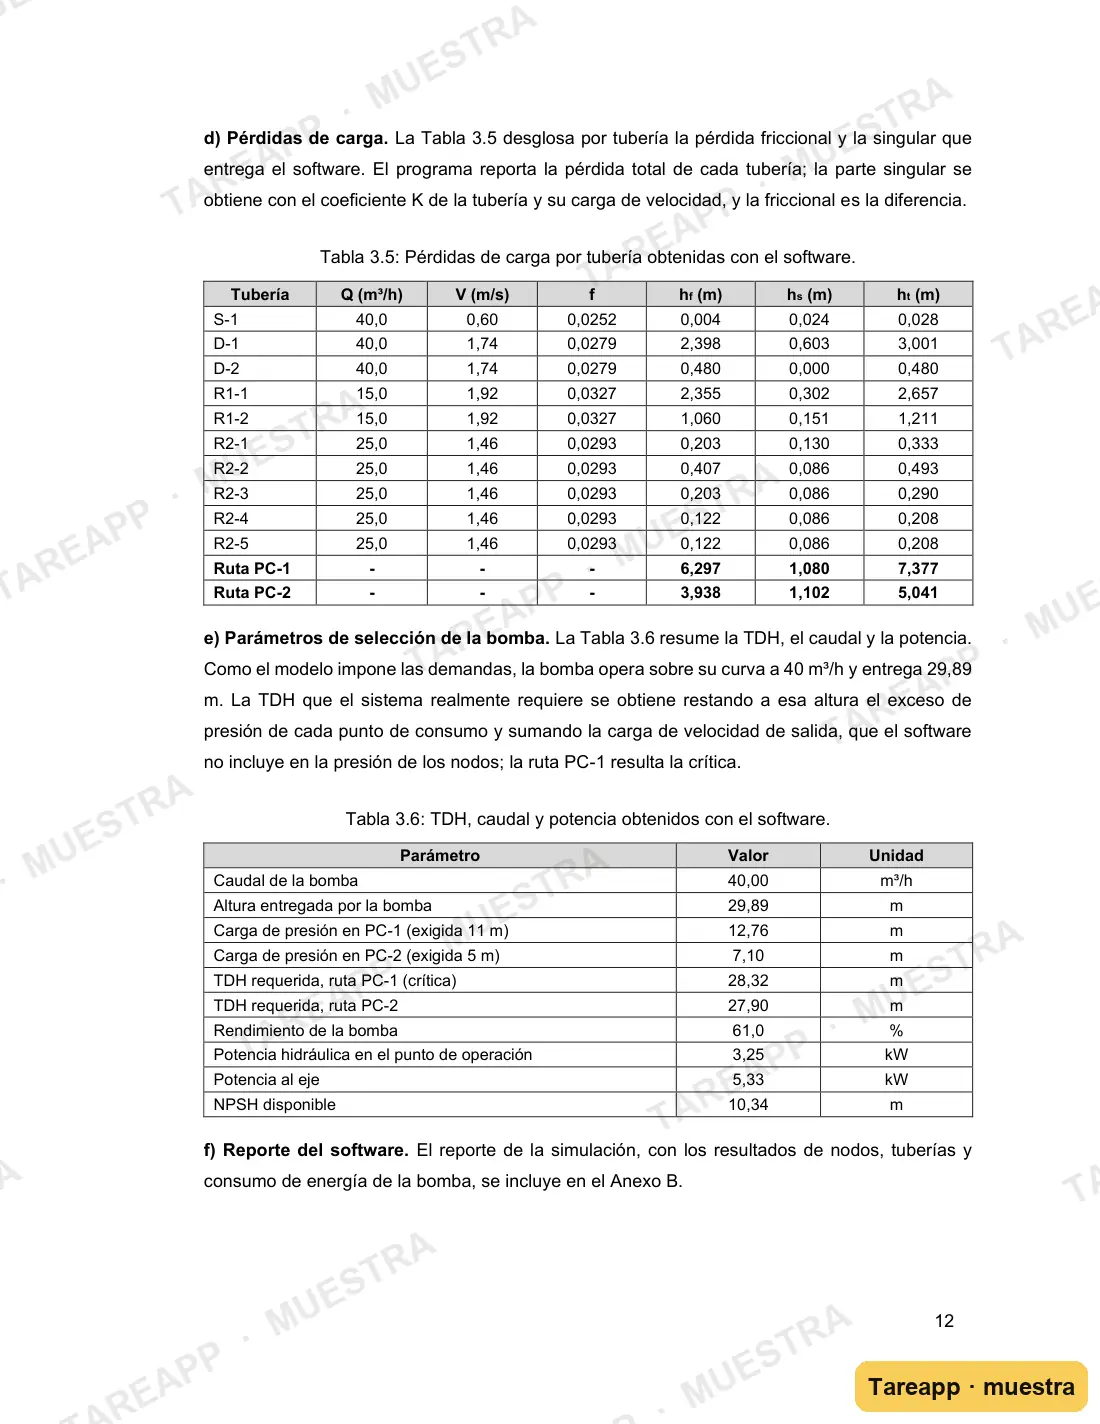 d) Pérdidas de carga. La Tabla 3.5 desglosa por tubería la pérdida friccional y la singular que
entrega el software. El programa reporta la pérdida total de cada tubería; la parte singular se
obtiene con el coeficiente K de la tubería y su carga de velocidad, y la friccional es la diferencia.
Tabla 3.5: Pérdidas de carga por tubería obtenidas con el software.
Tubería Q (m³/h) V (m/s) f hf (m) hs (m) ht (m)
S-1 40,0 0,60 0,0252 0,004 0,024 0,028
D-1 40,0 1,74 0,0279 2,398 0,603 3,001
D-2 40,0 1,74 0,0279 0,480 0,000 0,480
R1-1 15,0 1,92 0,0327 2,355 0,302 2,657
R1-2 15,0 1,92 0,0327 1,060 0,151 1,211
R2-1 25,0 1,46 0,0293 0,203 0,130 0,333
R2-2 25,0 1,46 0,0293 0,407 0,086 0,493
R2-3 25,0 1,46 0,0293 0,203 0,086 0,290
R2-4 25,0 1,46 0,0293 0,122 0,086 0,208
R2-5 25,0 1,46 0,0293 0,122 0,086 0,208
Ruta PC-1 - - - 6,297 1,080 7,377
Ruta PC-2 - - - 3,938 1,102 5,041
e) Parámetros de selección de la bomba. La Tabla 3.6 resume la TDH, el caudal y la potencia.
Como el modelo impone las demandas, la bomba opera sobre su curva a 40 m³/h y entrega 29,89
m. La TDH que el sistema realmente requiere se obtiene restando a esa altura el exceso de
presión de cada punto de consumo y sumando la carga de velocidad de salida, que el software
no incluye en la presión de los nodos; la ruta PC-1 resulta la crítica.
Tabla 3.6: TDH, caudal y potencia obtenidos con el software.
Parámetro Valor Unidad
Caudal de la bomba 40,00 m³/h
Altura entregada por la bomba 29,89 m
Carga de presión en PC-1 (exigida 11 m) 12,76 m
Carga de presión en PC-2 (exigida 5 m) 7,10 m
TDH requerida, ruta PC-1 (crítica) 28,32 m
TDH requerida, ruta PC-2 27,90 m
Rendimiento de la bomba 61,0 %
Potencia hidráulica en el punto de operación 3,25 kW
Potencia al eje 5,33 kW
NPSH disponible 10,34 m
f) Reporte del software. El reporte de la simulación, con los resultados de nodos, tuberías y
consumo de energía de la bomba, se incluye en el Anexo B.
12
Tareapp · muestra
TAREAPP · MUESTRA
TAREAPP · MUESTRA
TAREAPP · MUESTRA
TAREAPP · MUESTRA
TAREAPP · MUE
· MUESTRA
TAREAPP · MUESTRA
TAREAPP · MUESTRA
TAREAPP · MUESTRA
· MUESTRA